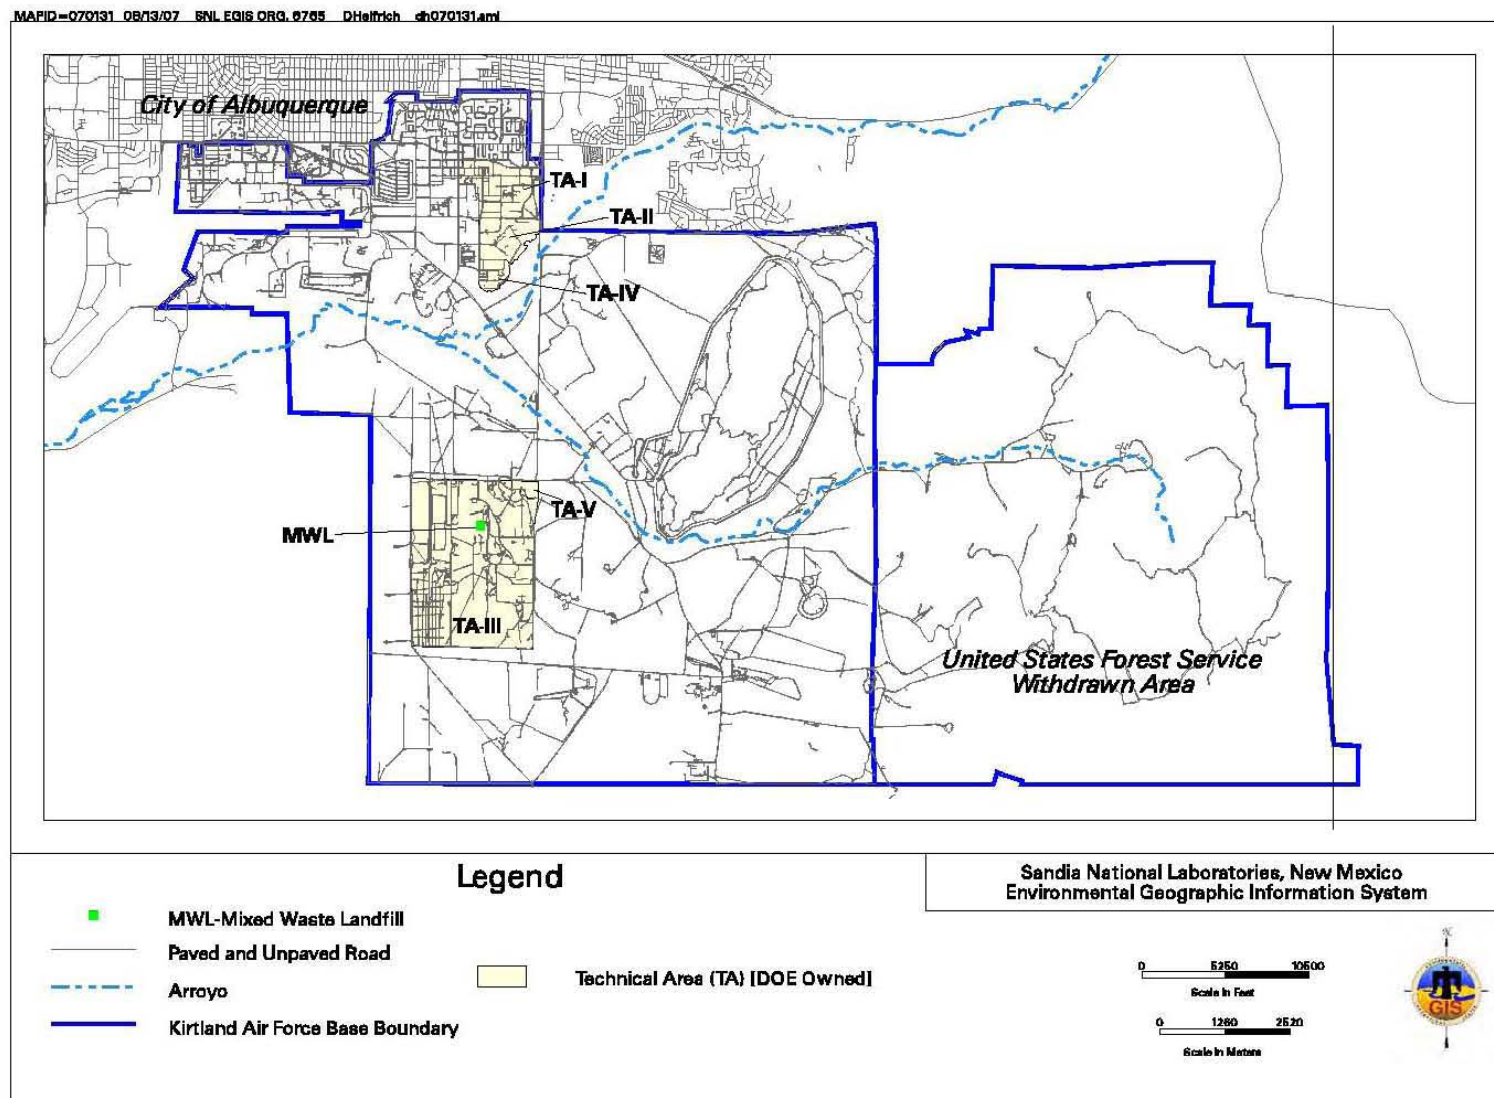 MAPID=070131 08/13/07 SNL EGIS ORG. 6765 DHelfrich dh070131.aml
City of Albuquerque
TA-I
TA-II
TA-IV
TA-V
MWL
TA-III
United States Forest Service
Withdrawn Area
Legend
MWL-Mixed Waste Landfill
Paved and Unpaved Road
Arroyo
Kirtland Air Force Base Boundary
Technical Area (TA) [DOE Owned]
Sandia National Laboratories, New Mexico
Environmental Geographic Information System
0 5250 10500
Scale in Feet
0 1260 2520
Scale in Meters
GIS